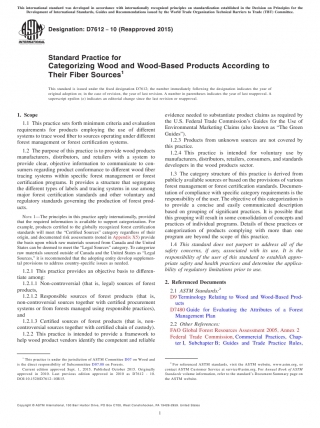 This international standard was developed in accordance with internationally recognized principles on standardization established in the Decision on Principles for the
Development of International Standards, Guides and Recommendations issued by the World Trade Organization Technical Barriers to Trade (TBT) Committee.
Designation: D7612 − 10 (Reapproved 2015)
Standard Practice for
Categorizing Wood and Wood-Based Products According to
Their Fiber Sources1
This standard is issued under the fixed designation D7612; the number immediately following the designation indicates the year of
original adoption or, in the case of revision, the year of last revision. A number in parentheses indicates the year of last reapproval. A
superscript epsilon (ε) indicates an editorial change since the last revision or reapproval.
1. Scope
1.1 This practice sets forth minimum criteria and evaluation
requirements for products employing the use of different
systems to trace wood fiber to sources operating under different
forest management or forest certification systems.
1.2 The purpose of this practice is to provide wood products
manufacturers, distributors, and retailers with a system to
provide clear, objective information to communicate to con-
sumers regarding product conformance to different wood fiber
tracing systems within specific forest management or forest
certification programs. It provides a structure that segregates
the different types of labels and tracing systems in use among
major forest certification standards and other voluntary and
regulatory standards governing the production of forest prod-
ucts.
NOTE 1—The principles in this practice apply internationally, provided
that the required information is available to support categorization. For
example, products certified to the globally recognized forest certification
standards will meet the "Certified Sources" category regardless of their
origin, and documented risk assessment
the basis upon which raw materials sourced from Canada and the United
States can be deemed to meet the "Legal Sources" category. To categorize
raw materials sourced outside of Canada and the United States as "Legal
Sources," it is recommended that the adopting entity develop supplemen-
tal provisions to address country-specific issues as needed.
1.2.1 This practice provides an objective basis to differen-
tiate among:
1.2.1.1 Non-controversial (that is, legal) sources of forest
products,
1.2.1.2 Responsible sources of forest products (that is,
non-controversial sources together with certified procurement
systems or from forests managed using responsible practices),
and
1.2.1.3 Certified sources of forest products (that is, non-
controversial sources together with certified chain of custody).
1.2.2 This practice is intended to provide a framework to
help wood product vendors identify the competent and reliable
evidence needed to substantiate product claims as required by
the U.S. Federal Trade Commission's Guides for the Use of
Environmental Marketing Claims (also known as "The Green
Guides").
1.2.3 Products from unknown sources are not covered by
this practice.
1.2.4 This practice is intended for voluntary use by
manufacturers, distributors, retailers, consumers, and standards
developers in the wood products sector.
1.3 The category structure of this practice is derived from
publicly available sources as based on the provisions of various
forest management or forest certification standards. Documen-
tation of compliance with specific category requirements is the
responsibility of the user. The objective of this categorization is
to provide a concise and easily communicated description
based on grouping of significant practices. It is possible that
this grouping will result in some consolidation of concepts and
practices of individual programs. Details of these practices or
categorization of products complying with more than one
program are beyond the scope of this practice.
1.4 This standard does not purport to address all of the
safety concerns, if any, associated with its use. It is the
responsibility of the user of this standard to establish appro-
priate safety and health practices and determine the applica-
bility of regulatory limitations prior to use.
2. Referenced Documents
2.1 ASTM Standards:2
D9 Terminology Relating to Wood and Wood-Based Prod-
ucts
D7480 Guide for Evaluating the Attributes of a Forest
Management Plan
2.2 Other References:
FAO Global Forest Resources Assessment 2005, Annex 2
Federal Trade Commission, Commercial Practices, Chap-
ter I, Subchapter B: Guides and Trade Practice Rules,
1 This practice is under the jurisdiction of ASTM Committee D07 on Wood and
is the direct responsibility of Subcommittee D07.08 on Forests.
Current edition approved Sept. 1, 2015. Published October 2015. Originally
approved in 2010. Last previous edition approved in 2010 as D7612 – 10.
DOI: 10.1520/D7612-10R15.
2 For referenced ASTM standards, visit the ASTM website, www.astm.org, or
contact ASTM Customer Service at service@astm.org. For Annual Book of ASTM
Standards volume information, refer to the standard's Document Summary page on
the ASTM website.
Copyright © ASTM International, 100 Barr Harbor Drive, PO Box C700, West Conshohocken, PA 19428-2959. United States
1